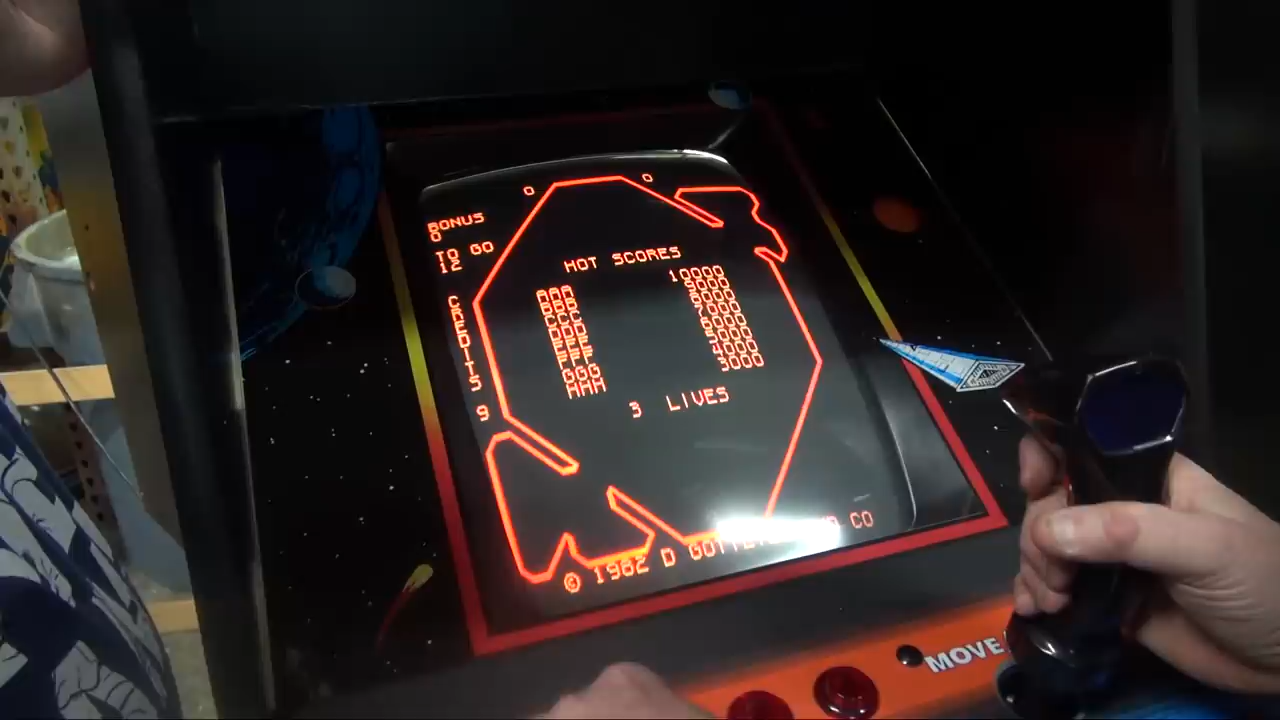 0 0
BONUS
0
TO GO
12
CREDITS 9
HOT SCORES
AAA 10000
BBB 9000
CCC 8000
DDD 7000
EEE 6000
FFF 5000
GGG 4000
HHH 3000
3 LIVES
© 1982 D CO
MOVE